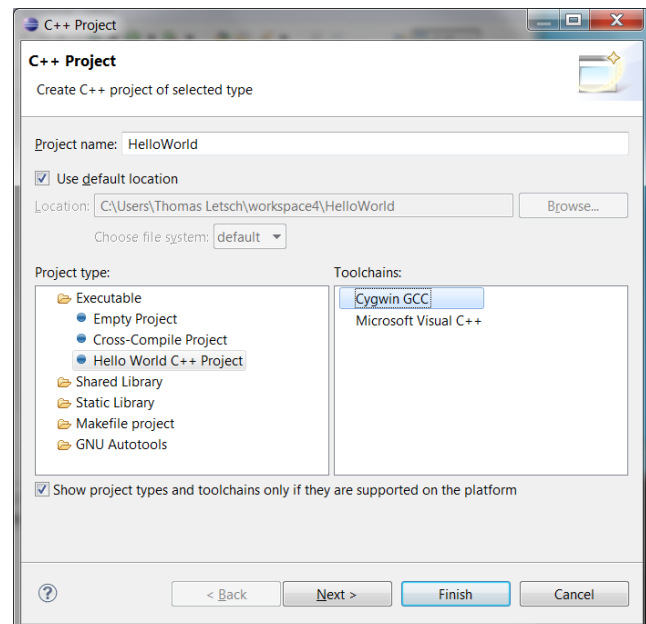 C++ Project
C++ Project
Create C++ project of selected type
Project name: HelloWorld
Use default location
Location: C:\Users\Thomas Letsch\workspace4\HelloWorld Browse...
Choose file system: default
Project type: Toolchains:
Executable
Empty Project
Cross-Compile Project
Hello World C++ Project
Shared Library
Static Library
Makefile project
GNU Autotools
Cygwin GCC
Microsoft Visual C++
Show project types and toolchains only if they are supported on the platform
? < Back Next > Finish Cancel